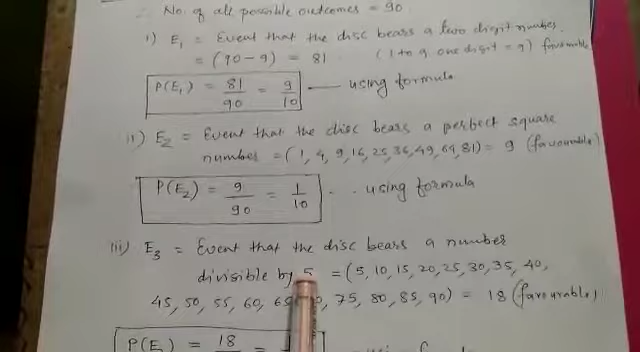 No. of all possible outcomes = 90
i) E1 = Event that the disc bears a two digit number.
= (90-9) = 81 (1 to 9 one digit = 9) favourable
P(E1) = 81/90 = 9/10 — using formula
ii) E2 = Event that the disc bears a perfect square
number = (1, 4, 9, 16, 25, 36, 49, 64, 81) = 9 (favourable)
P(E2) = 9/90 = 1/10 .. using formula
iii) E3 = Event that the disc bears a number
divisible by 5 = (5, 10, 15, 20, 25, 30, 35, 40,
45, 50, 55, 60, 65, 75, 80, 85, 90) = 18 (favourable)
P(E = 18 =